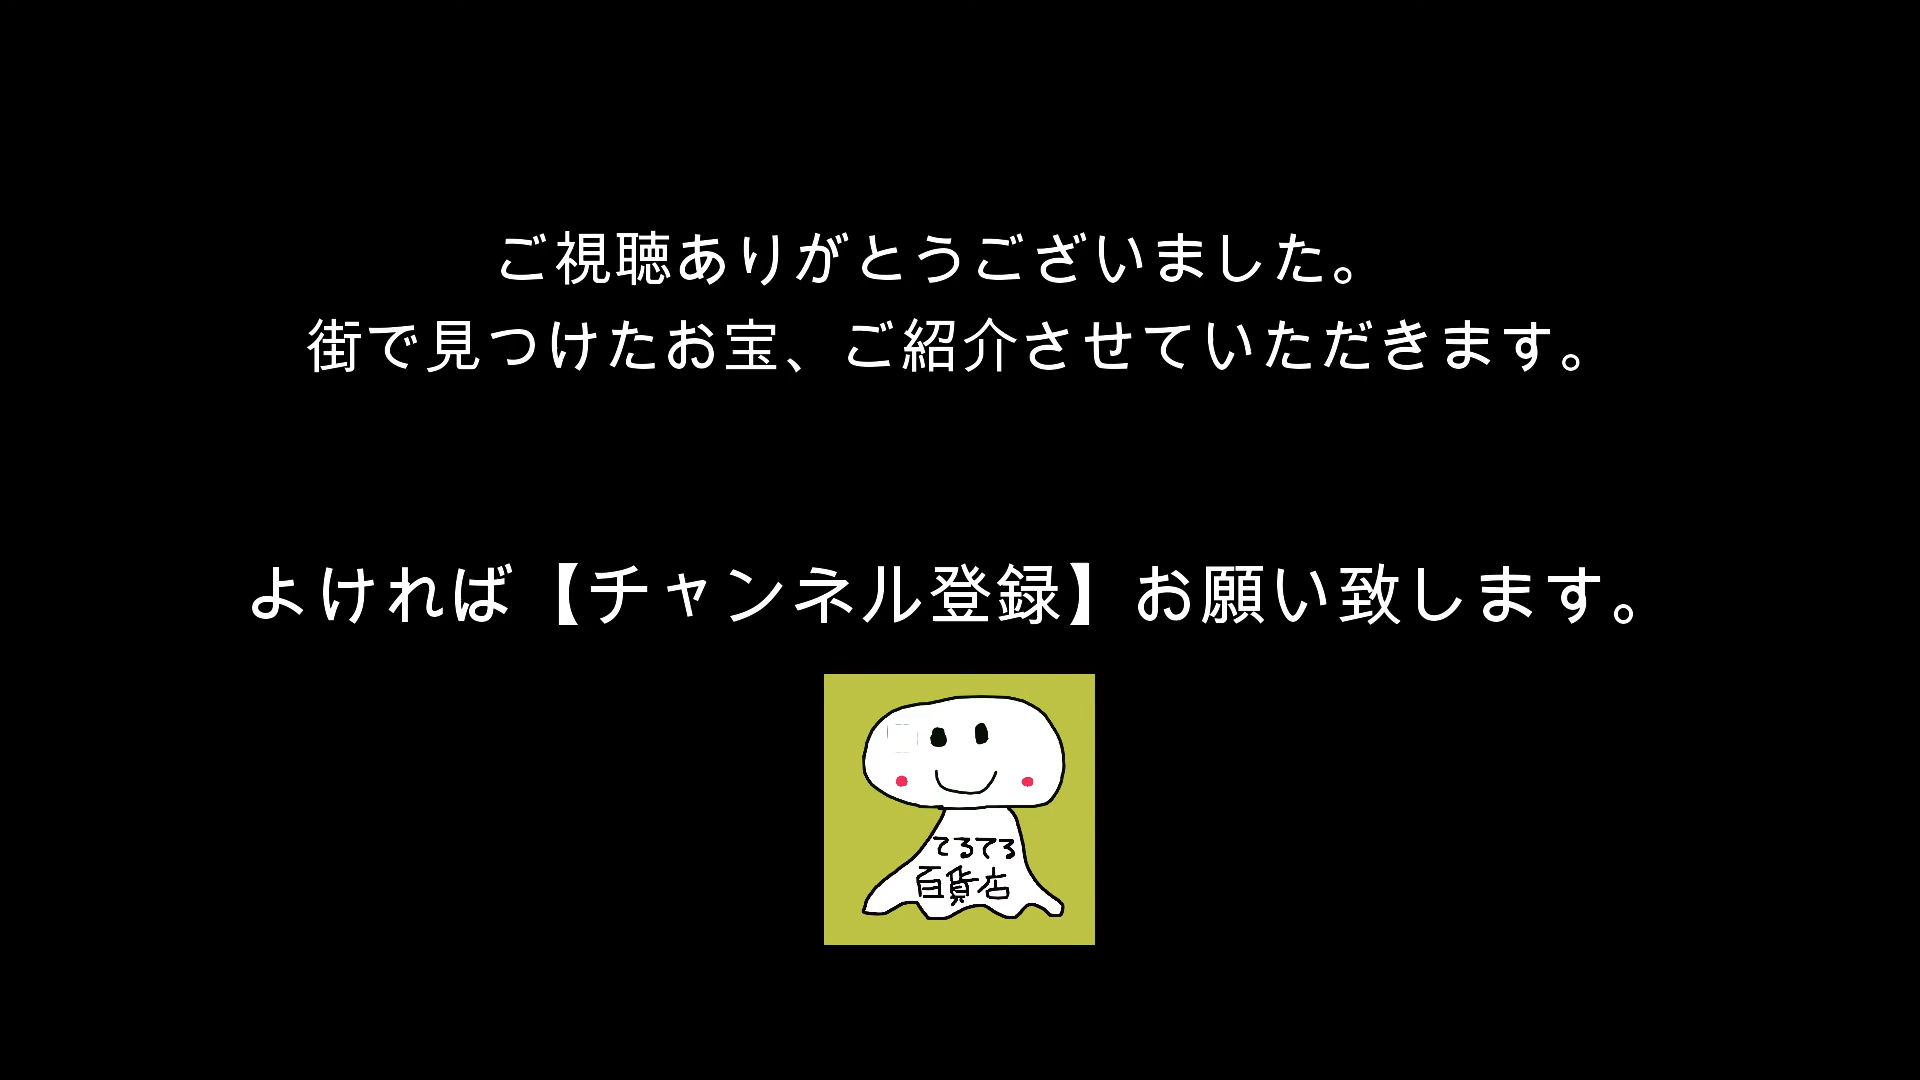 ご視聴ありがとうございました。
街で見つけたお宝、ご紹介させていただきます。
よければ【チャンネル登録】お願い致します。
てるてる
百貨店